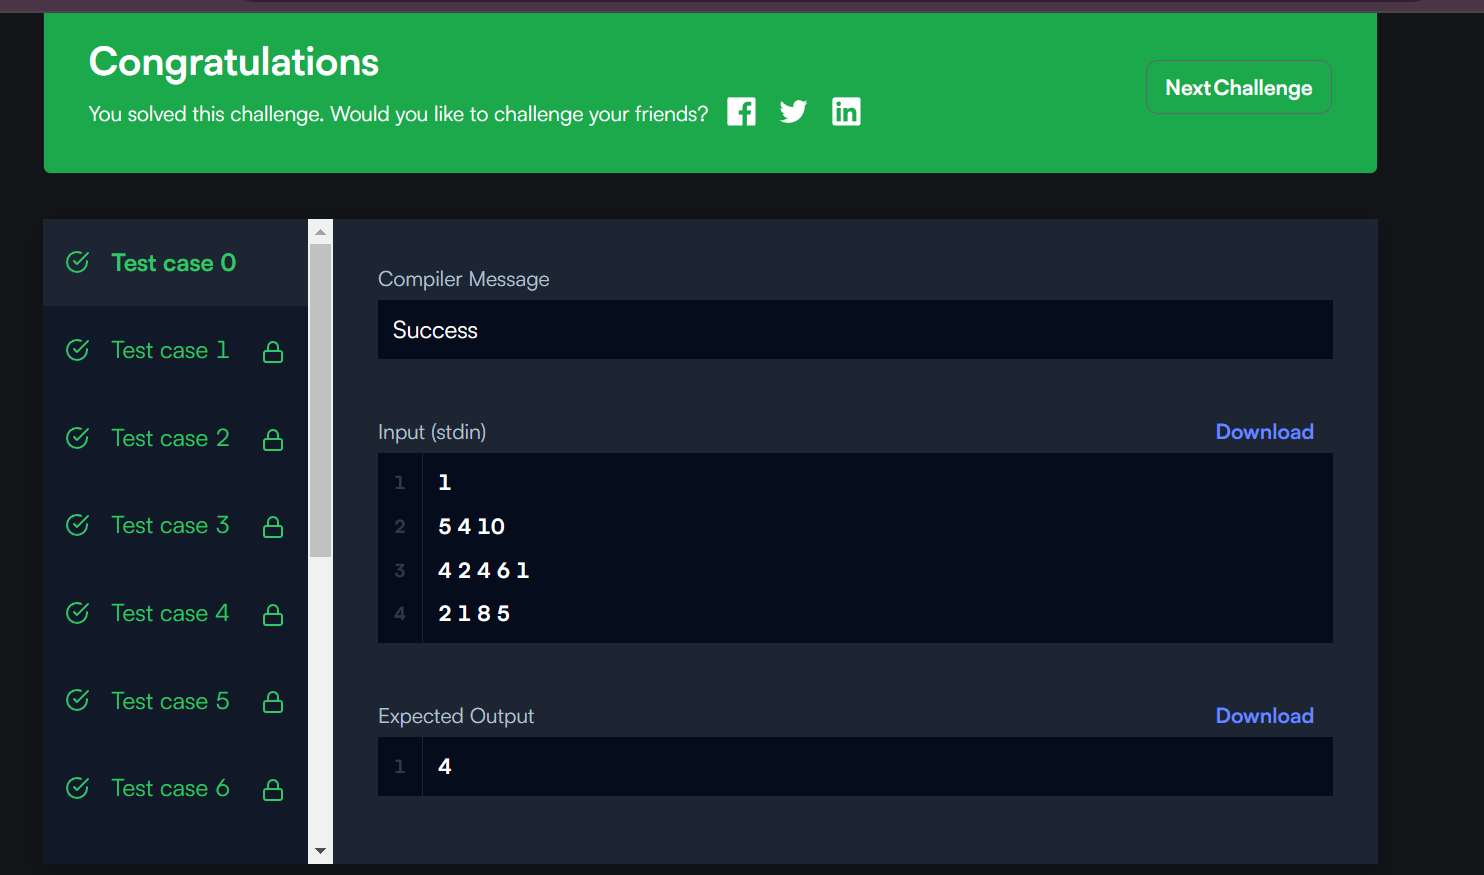 Congratulations
You solved this challenge. Would you like to challenge your friends?
Next Challenge
Test case 0
Test case 1
Test case 2
Test case 3
Test case 4
Test case 5
Test case 6
Compiler Message
Success
Input (stdin)
Download
1 1
2 5 4 10
3 4 2 4 6 1
4 2 1 8 5
Expected Output
Download
1 4